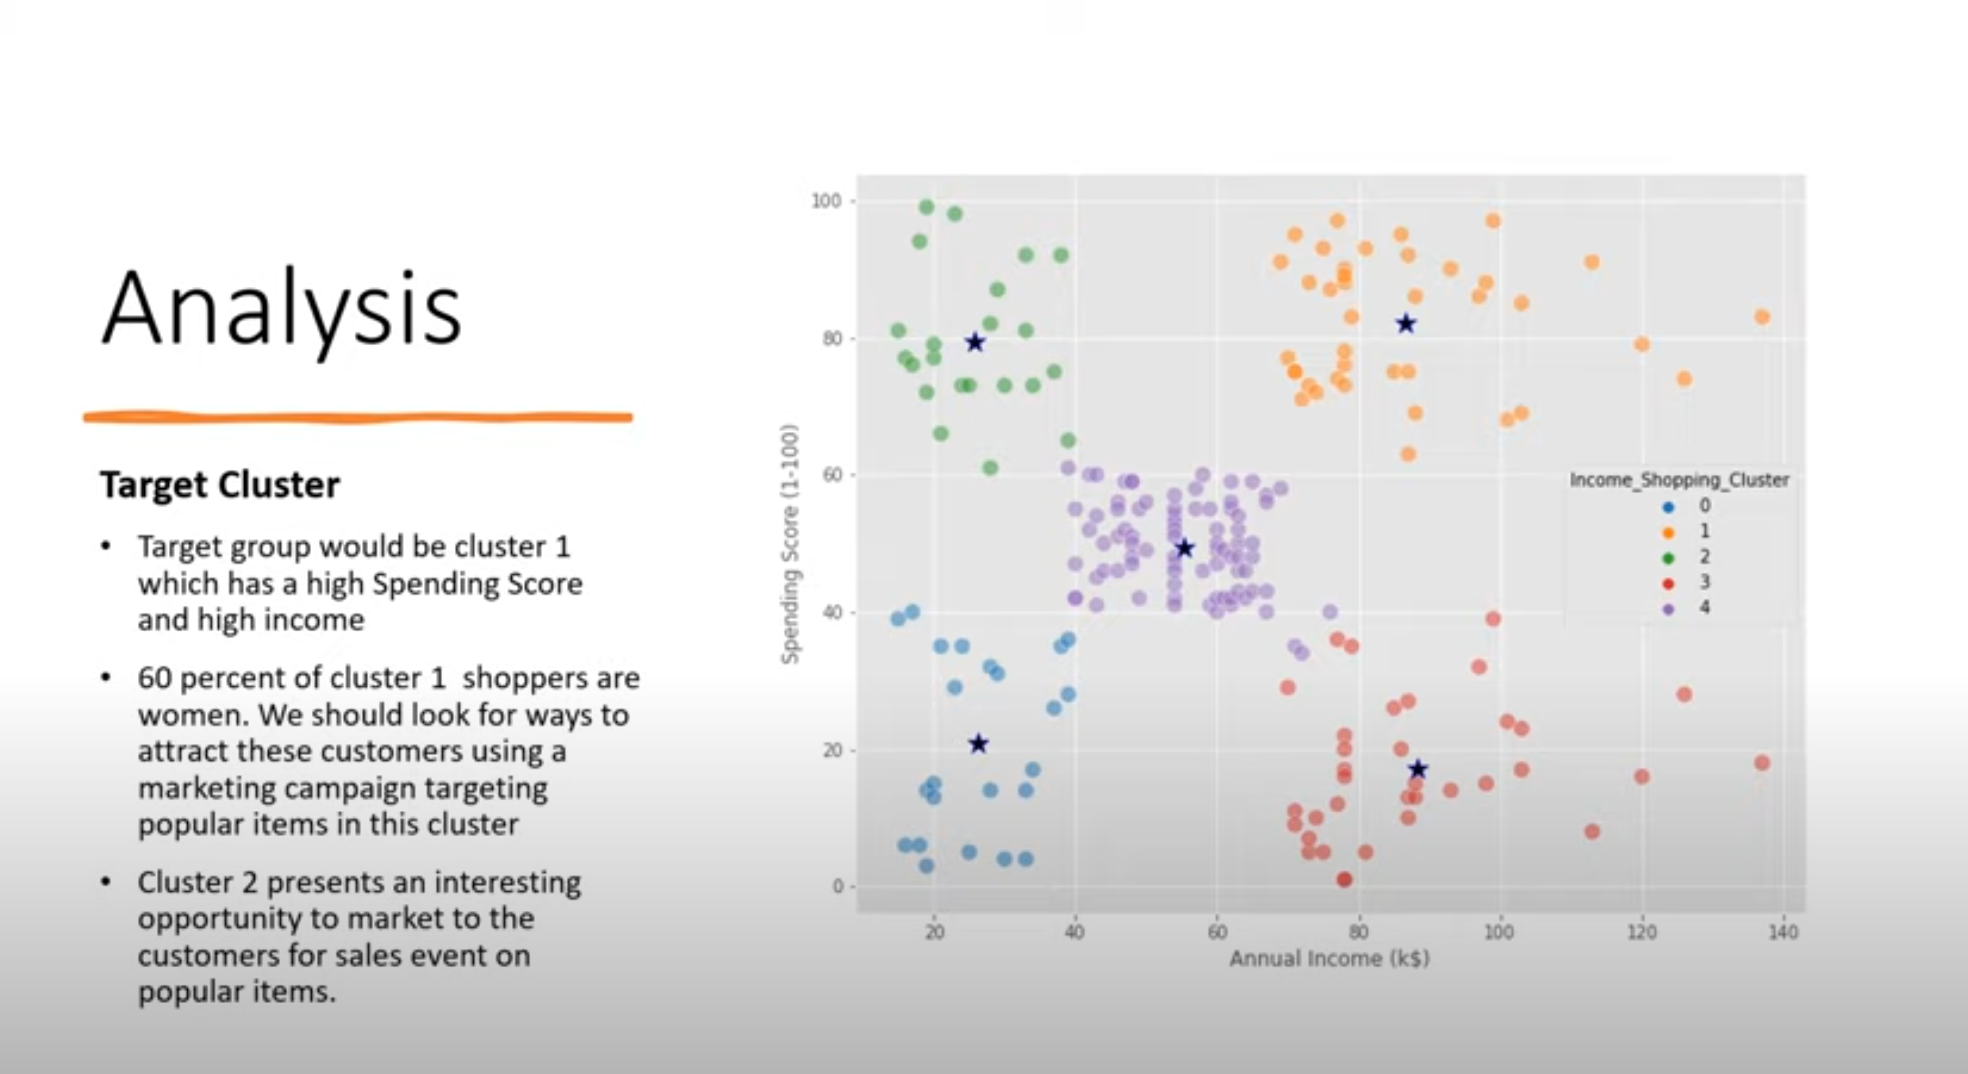 Analysis
Target Cluster
• Target group would be cluster 1
which has a high Spending Score
and high income
• 60 percent of cluster 1  shoppers are
women. We should look for ways to
attract these customers using a
marketing campaign targeting
popular items in this cluster
• Cluster 2 presents an interesting
opportunity to market to the
customers for sales event on
popular items.
100
80
60
40
20
0
Spending Score (1-100)
20 40 60 80 100 120 140
Annual Income (k$)
Income_Shopping_Cluster
0
1
2
3
4